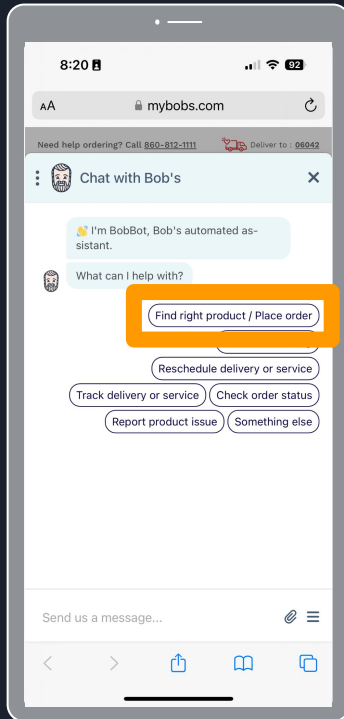 8:20
92
AA mybobs.com
Need help ordering? Call 860-812-1111 Deliver to : 06042
Chat with Bob's
👋 I'm BobBot, Bob's automated as-
sistant.
What can I help with?
Find right product / Place order
Reschedule delivery or service
Track delivery or service Check order status
Report product issue Something else
Send us a message...